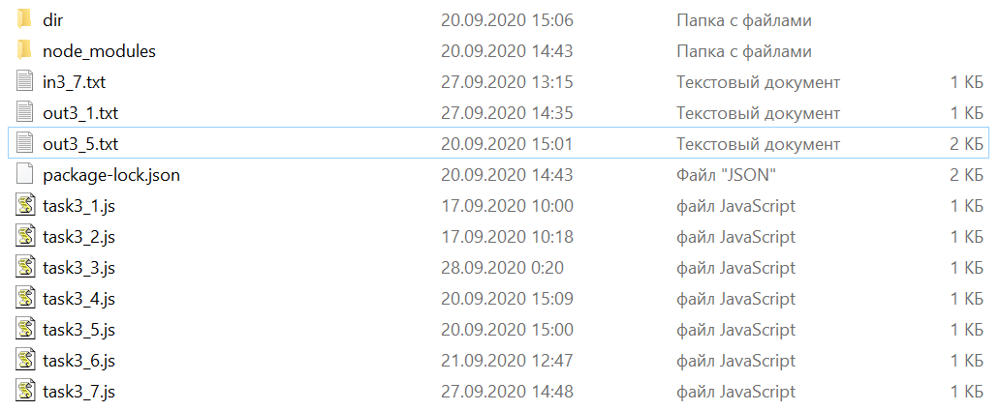 dir 20.09.2020 15:06 Папка с файлами
node_modules 20.09.2020 14:43 Папка с файлами
in3_7.txt 27.09.2020 13:15 Текстовый документ 1 КБ
out3_1.txt 27.09.2020 14:35 Текстовый документ 1 КБ
out3_5.txt 20.09.2020 15:01 Текстовый документ 2 КБ
package-lock.json 20.09.2020 14:43 Файл "JSON" 2 КБ
task3_1.js 17.09.2020 10:00 файл JavaScript 1 КБ
task3_2.js 17.09.2020 10:18 файл JavaScript 1 КБ
task3_3.js 28.09.2020 0:20 файл JavaScript 1 КБ
task3_4.js 20.09.2020 15:09 файл JavaScript 1 КБ
task3_5.js 20.09.2020 15:00 файл JavaScript 1 КБ
task3_6.js 21.09.2020 12:47 файл JavaScript 1 КБ
task3_7.js 27.09.2020 14:48 файл JavaScript 1 КБ